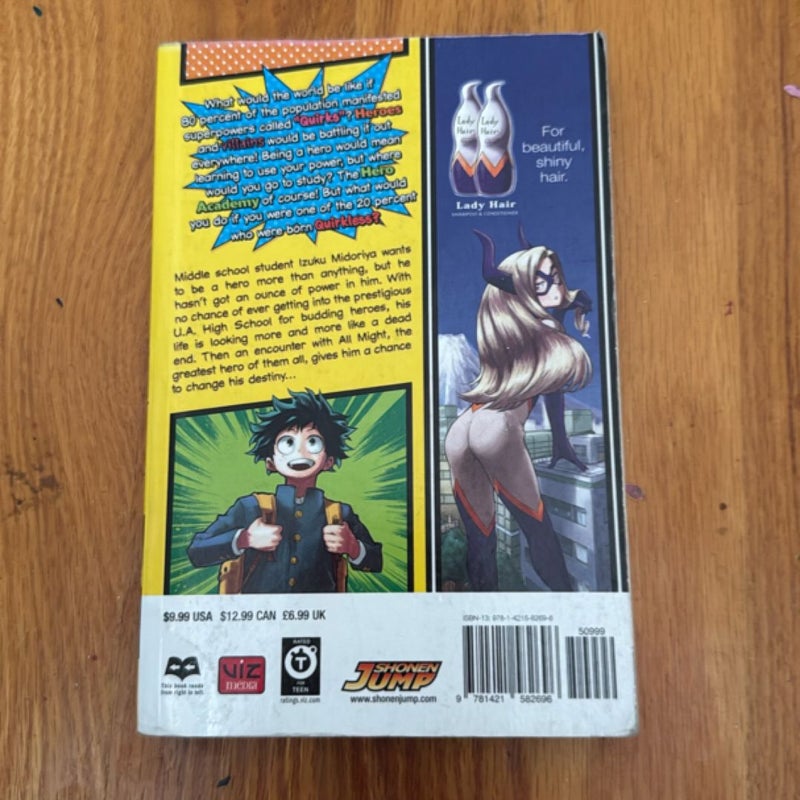 What would the world be like if
80 percent of the population manifested
superpowers called "Quirks"? Heroes
and villains would be battling it out
everywhere! Being a hero would mean
learning to use your power, but where
would you go to study? The Hero
Academy of course! But what would
you do if you were one of the 20 percent
who were born Quirkless?
Middle school student Izuku Midoriya wants
to be a hero more than anything, but he
hasn't got an ounce of power in him. With
no chance of ever getting into the prestigious
U.A. High School for budding heroes, his
life is looking more and more like a dead
end. Then an encounter with All Might, the
greatest hero of them all, gives him a chance
to change his destiny...
Lady
Hair
Lady
Hair
For
beautiful,
shiny
hair.
Lady Hair
SHAMPOO & CONDITIONER
$9.99 USA $12.99 CAN £6.99 UK
This book reads
from right to left.
VIZ
media
RATED
T
FOR
TEEN
ratings.viz.com
SHONEN
JUMP
www.shonenjump.com
ISBN-13: 978-1-4215-8269-6
50999
9 781421 582696